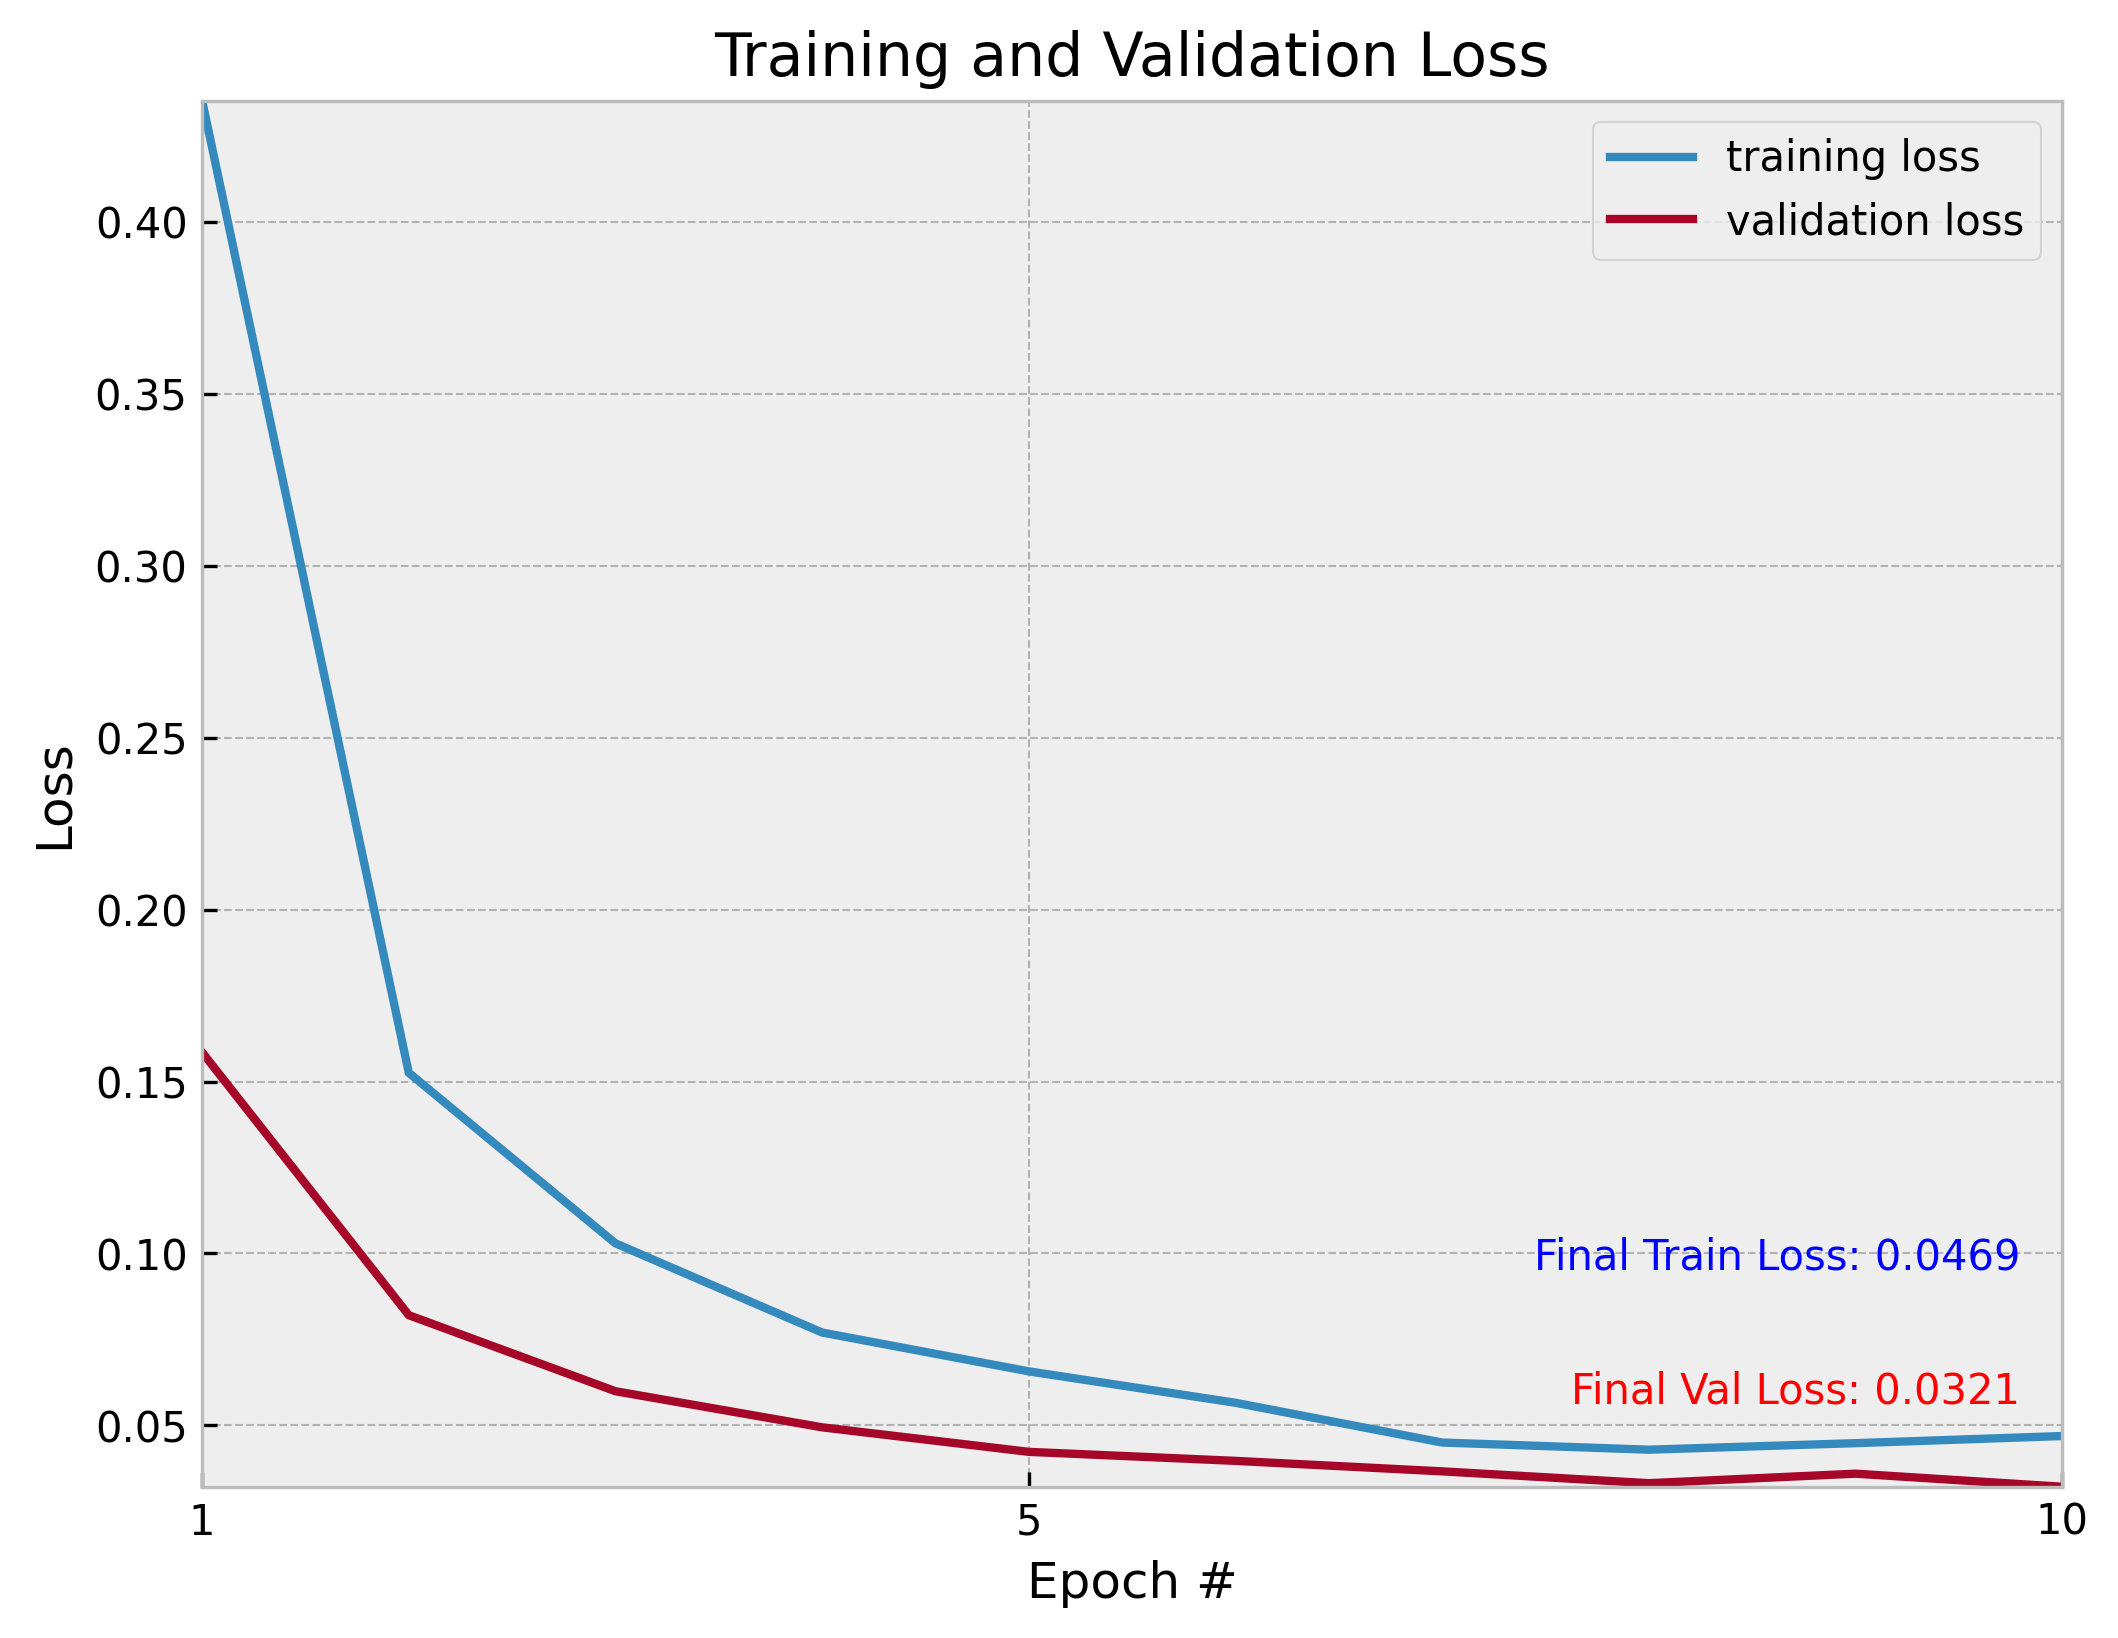 Training and Validation Loss
training loss
validation loss
0.40
0.35
0.30
0.25
0.20
0.15
0.10
0.05
Loss
Final Train Loss: 0.0469
Final Val Loss: 0.0321
1 5 10
Epoch #